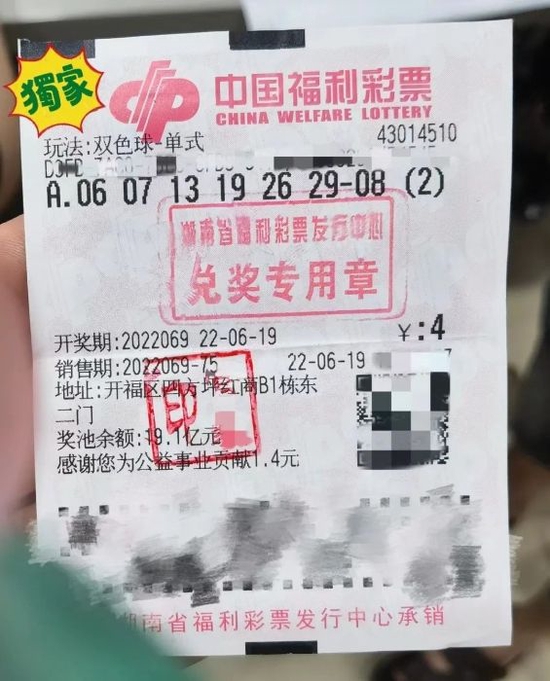 獨家
中国福利彩票
CHINA WELFARE LOTTERY
玩法:双色球-单式
43014510
A.06 07 13 19 26 29-08 (2)
湖南省福利彩票发行中心
兑奖专用章
开奖期:2022069 22-06-19 ￥:4
销售期:2022069-75 22-06-19
地址:开福区四方坪红商B1栋东
二门
印
奖池余额:19.1亿元
感谢您为公益事业贡献1.4元
湖南省福利彩票发行中心承销